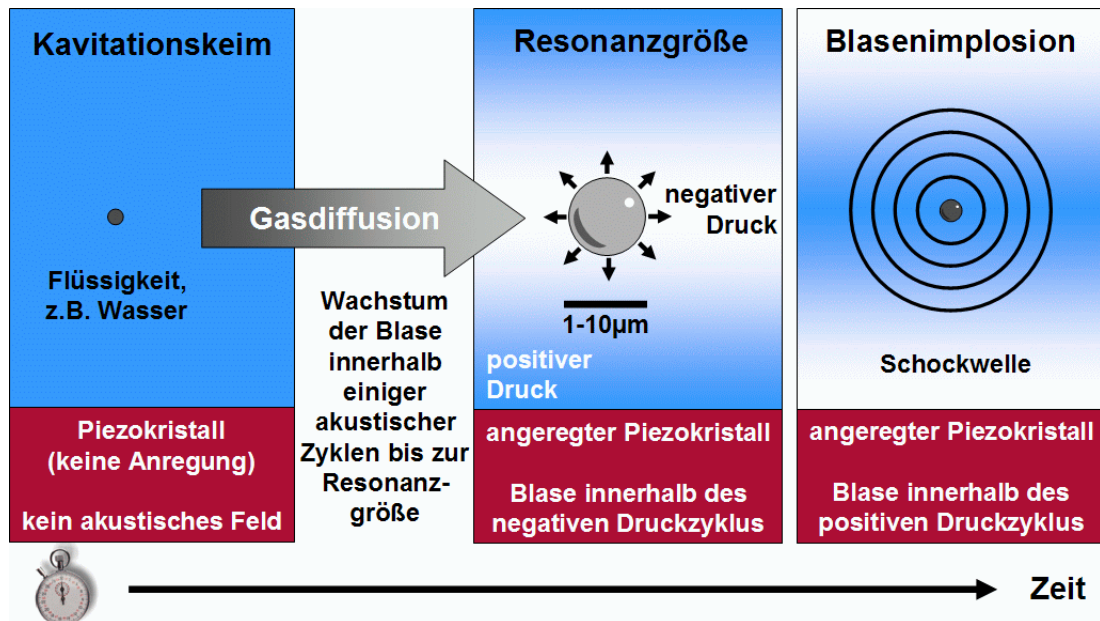 Kavitationskeim
Flüssigkeit,
z.B. Wasser
Piezokristall
(keine Anregung)
kein akustisches Feld
Gasdiffusion
Wachstum
der Blase
innerhalb
einiger
akustischer
Zyklen bis zur
Resonanz-
größe
Resonanzgröße
negativer
Druck
1-10µm
positiver
Druck
angeregter Piezokristall
Blase innerhalb des
negativen Druckzyklus
Blasenimplosion
Schockwelle
angeregter Piezokristall
Blase innerhalb des
positiven Druckzyklus
Zeit